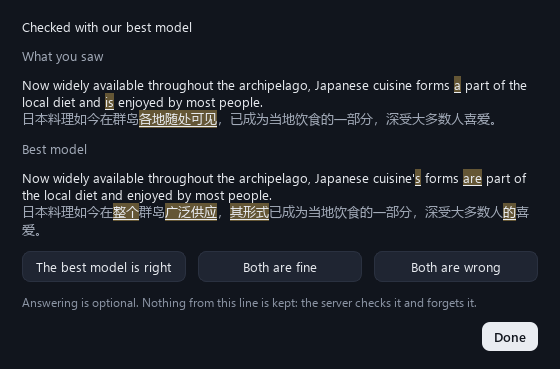 Checked with our best model
What you saw
Now widely available throughout the archipelago, Japanese cuisine forms a part of the
local diet and is enjoyed by most people.
日本料理如今在群岛各地随处可见，已成为当地饮食的一部分，深受大多数人喜爱。
Best model
Now widely available throughout the archipelago, Japanese cuisine's forms are part of
the local diet and enjoyed by most people.
日本料理如今在整个群岛广泛供应，其形式已成为当地饮食的一部分，深受大多数人的喜
爱。
The best model is right
Both are fine
Both are wrong
Answering is optional. Nothing from this line is kept: the server checks it and forgets it.
Done